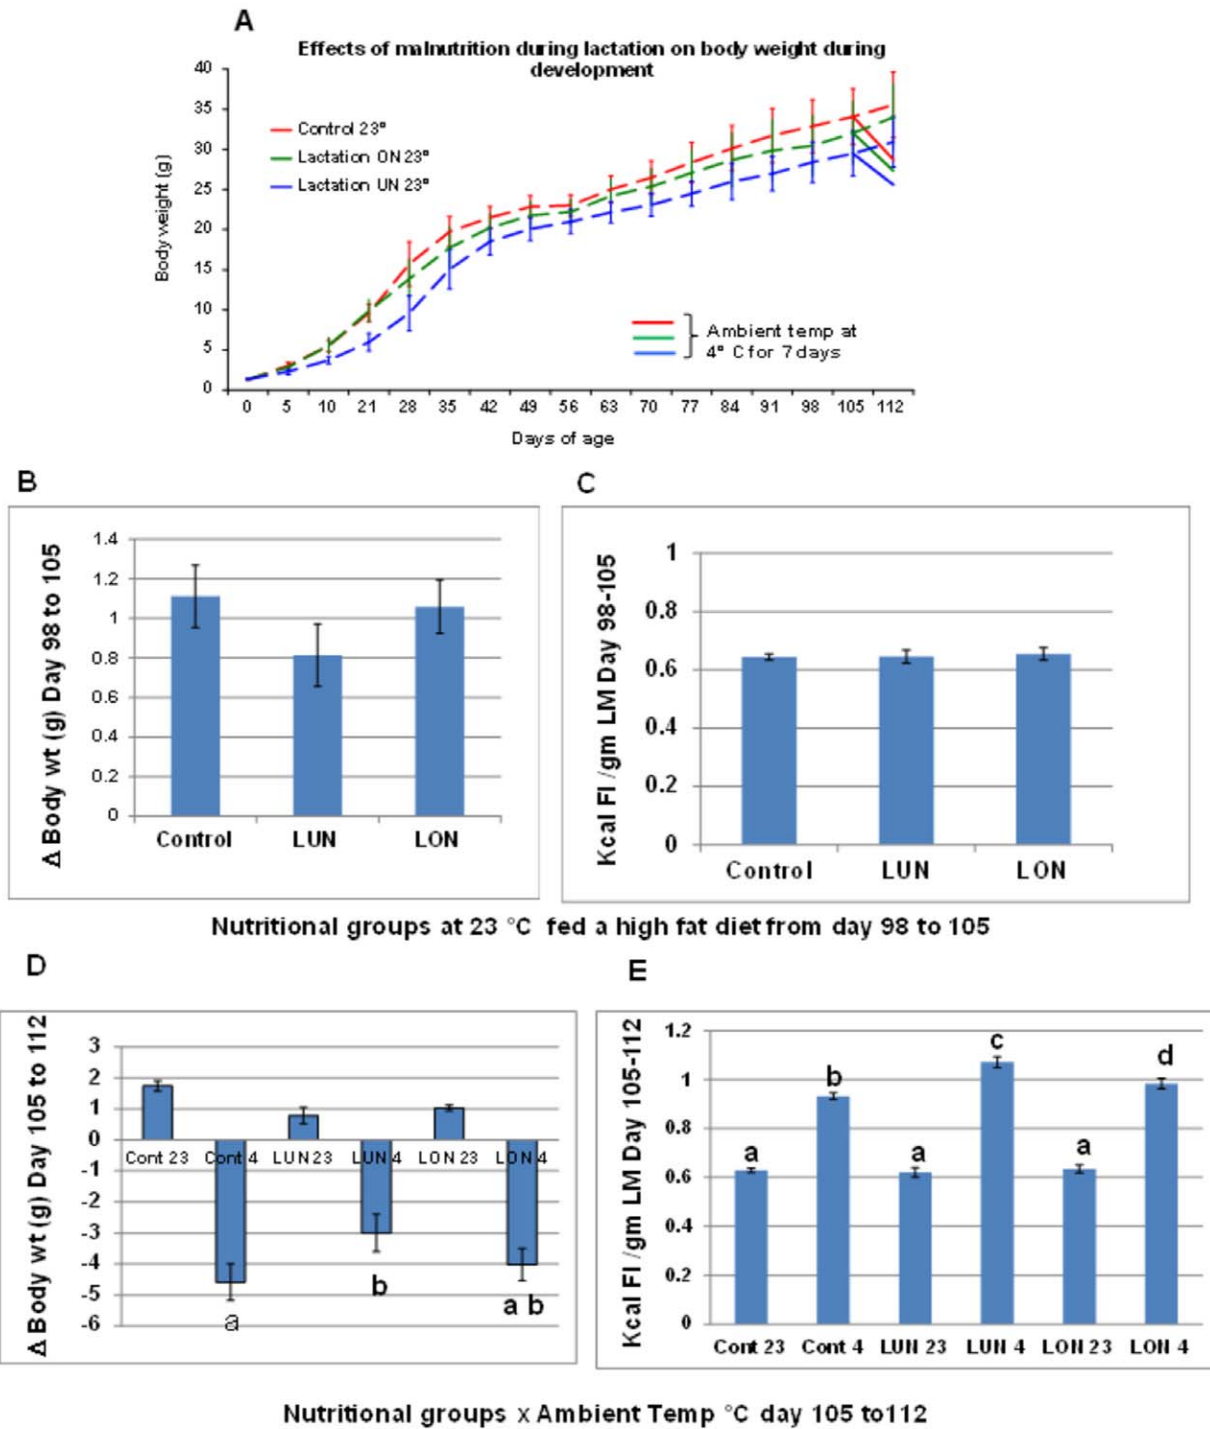 A
Effects of malnutrition during lactation on body weight during
development
Body weight (g)
40
35
30
25
20
15
10
5
0
Control 23°
Lactation ON 23°
Lactation UN 23°
Ambient temp at
4° C for 7 days
0 5 10 21 28 35 42 49 56 63 70 77 84 91 98 105 112
Days of age
B
Δ Body wt (g) Day 98 to 105
1.4
1.2
1
0.8
0.6
0.4
0.2
0
Control LUN LON
C
Kcal FI /gm LM Day 98-105
1
0.8
0.6
0.4
0.2
0
Control LUN LON
Nutritional groups at 23 °C fed a high fat diet from day 98 to 105
D
Δ Body wt (g) Day 105 to 112
3
2
1
0
-1
-2
-3
-4
-5
-6
Cont 23 Cont 4 LUN 23 LUN 4 LON 23 LON 4
a
b
a b
E
Kcal FI /gm LM Day 105-112
1.2
1
0.8
0.6
0.4
0.2
0
a b a c a d
Cont 23 Cont 4 LUN 23 LUN 4 LON 23 LON 4
Nutritional groups x Ambient Temp °C day 105 to112